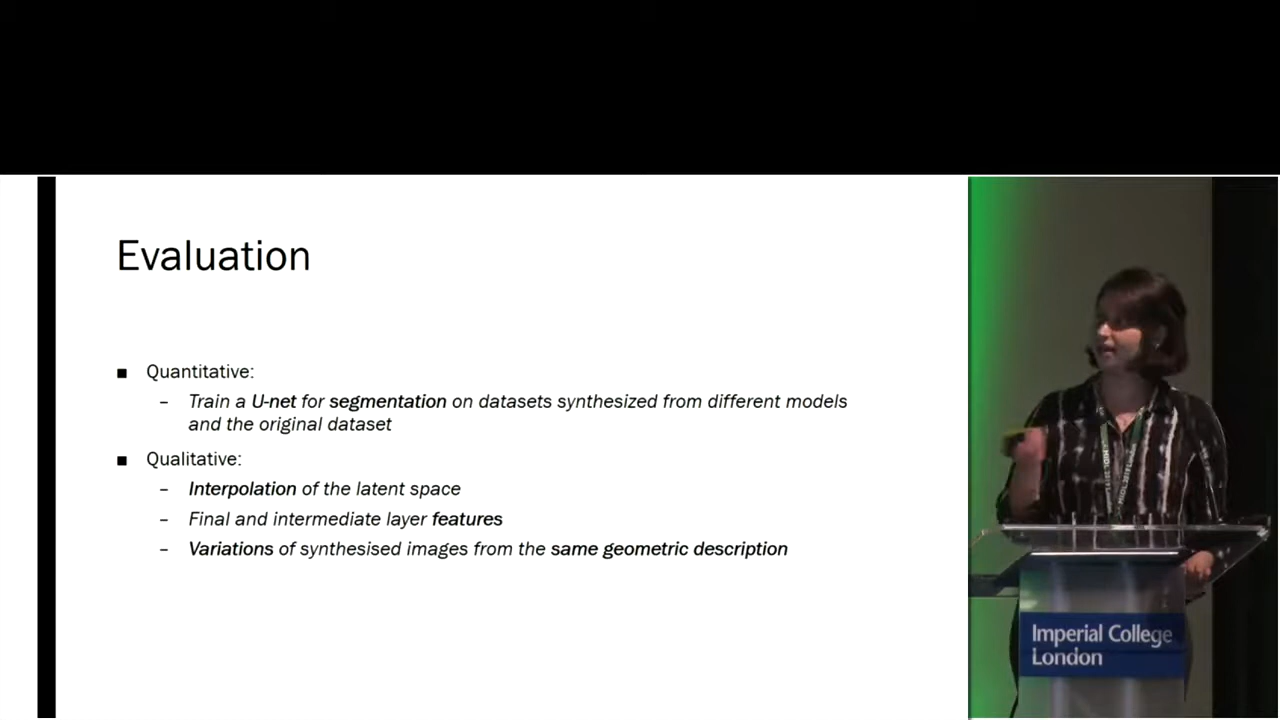 Evaluation
■ Quantitative:
– Train a U-net for segmentation on datasets synthesized from different models
and the original dataset
■ Qualitative:
– Interpolation of the latent space
– Final and intermediate layer features
– Variations of synthesised images from the same geometric description
Imperial College
London